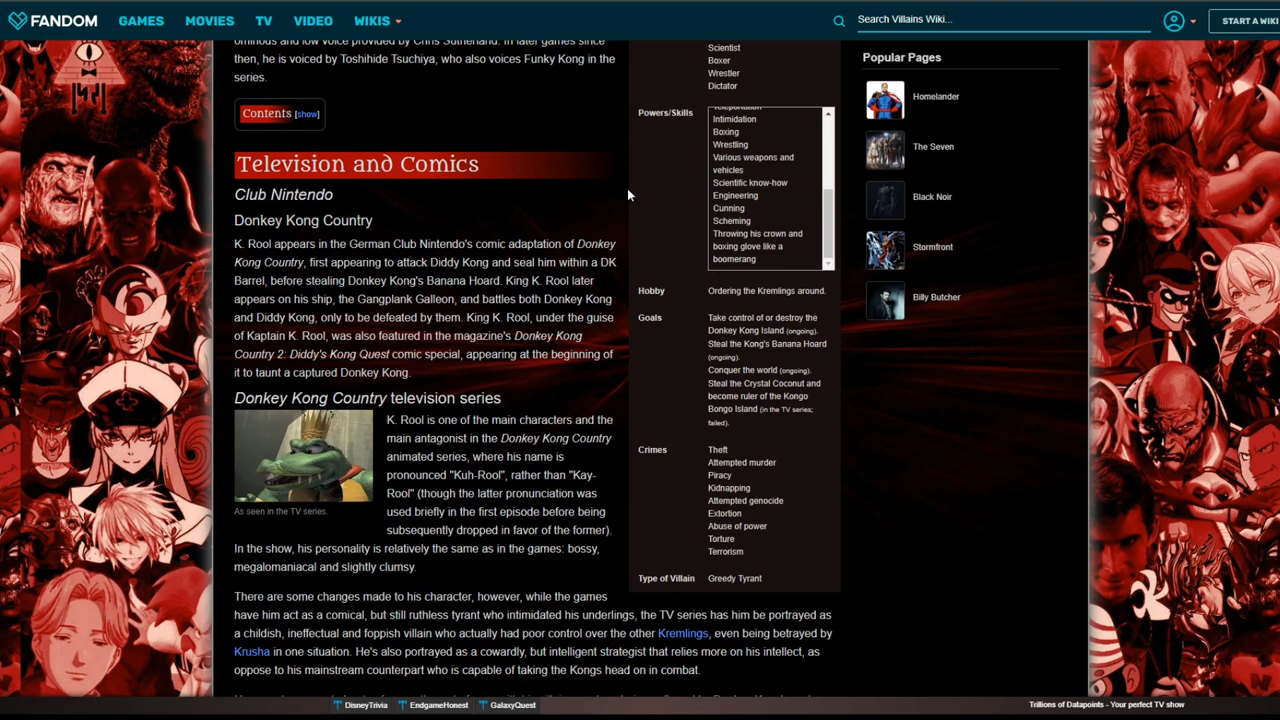 FANDOM GAMES MOVIES TV VIDEO WIKIS Search Villains Wiki... START A WIKI
ominous and low voice provided by Chris Sutherland. In later games since
then, he is voiced by Toshihide Tsuchiya, who also voices Funky Kong in the
series.
Contents [show]
Television and Comics
Club Nintendo
Donkey Kong Country
K. Rool appears in the German Club Nintendo's comic adaptation of Donkey
Kong Country, first appearing to attack Diddy Kong and seal him within a DK
Barrel, before stealing Donkey Kong's Banana Hoard. King K. Rool later
appears on his ship, the Gangplank Galleon, and battles both Donkey Kong
and Diddy Kong, only to be defeated by them. King K. Rool, under the guise
of Kaptain K. Rool, was also featured in the magazine's Donkey Kong
Country 2: Diddy's Kong Quest comic special, appearing at the beginning of
it to taunt a captured Donkey Kong.
Donkey Kong Country television series
K. Rool is one of the main characters and the
main antagonist in the Donkey Kong Country
animated series, where his name is
pronounced "Kuh-Rool", rather than "Kay-
Rool" (though the latter pronunciation was
used briefly in the first episode before being
subsequently dropped in favor of the former).
As seen in the TV series.
In the show, his personality is relatively the same as in the games: bossy,
megalomaniacal and slightly clumsy.
There are some changes made to his character, however, while the games
have him act as a comical, but still ruthless tyrant who intimidated his underlings, the TV series has him be portrayed as
a childish, ineffectual and foppish villain who actually had poor control over the other Kremlings, even being betrayed by
Krusha in one situation. He's also portrayed as a cowardly, but intelligent strategist that relies more on his intellect, as
oppose to his mainstream counterpart who is capable of taking the Kongs head on in combat.
Scientist
Boxer
Wrestler
Dictator
Powers/Skills
Teleportation
Intimidation
Boxing
Wrestling
Various weapons and
vehicles
Scientific know-how
Engineering
Cunning
Scheming
Throwing his crown and
boxing glove like a
boomerang
Hobby Ordering the Kremlings around.
Goals Take control of or destroy the
Donkey Kong Island (ongoing).
Steal the Kong's Banana Hoard
(ongoing).
Conquer the world (ongoing).
Steal the Crystal Coconut and
become ruler of the Kongo
Bongo Island (in the TV series;
failed).
Crimes Theft
Attempted murder
Piracy
Kidnapping
Attempted genocide
Extortion
Abuse of power
Torture
Terrorism
Type of Villain Greedy Tyrant
Popular Pages
Homelander
The Seven
Black Noir
Stormfront
Billy Butcher
DisneyTrivia EndgameHonest GalaxyQuest Trillions of Datapoints - Your perfect TV show